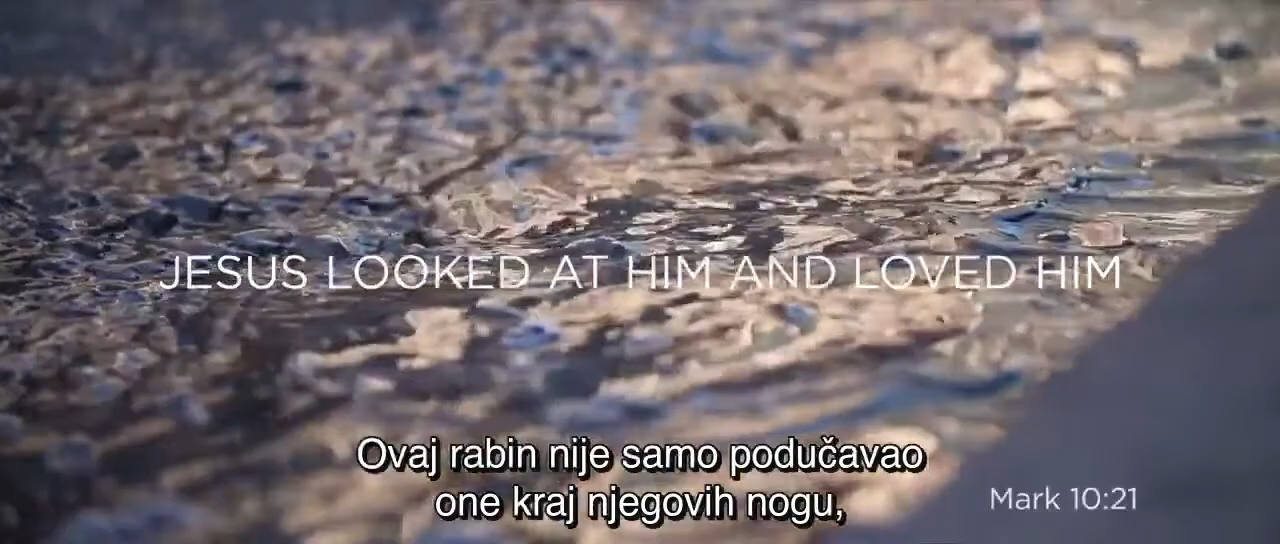 JESUS LOOKED AT HIM AND LOVED HIM
Ovaj rabin nije samo podučavao
one kraj njegovih nogu,
Mark 10:21